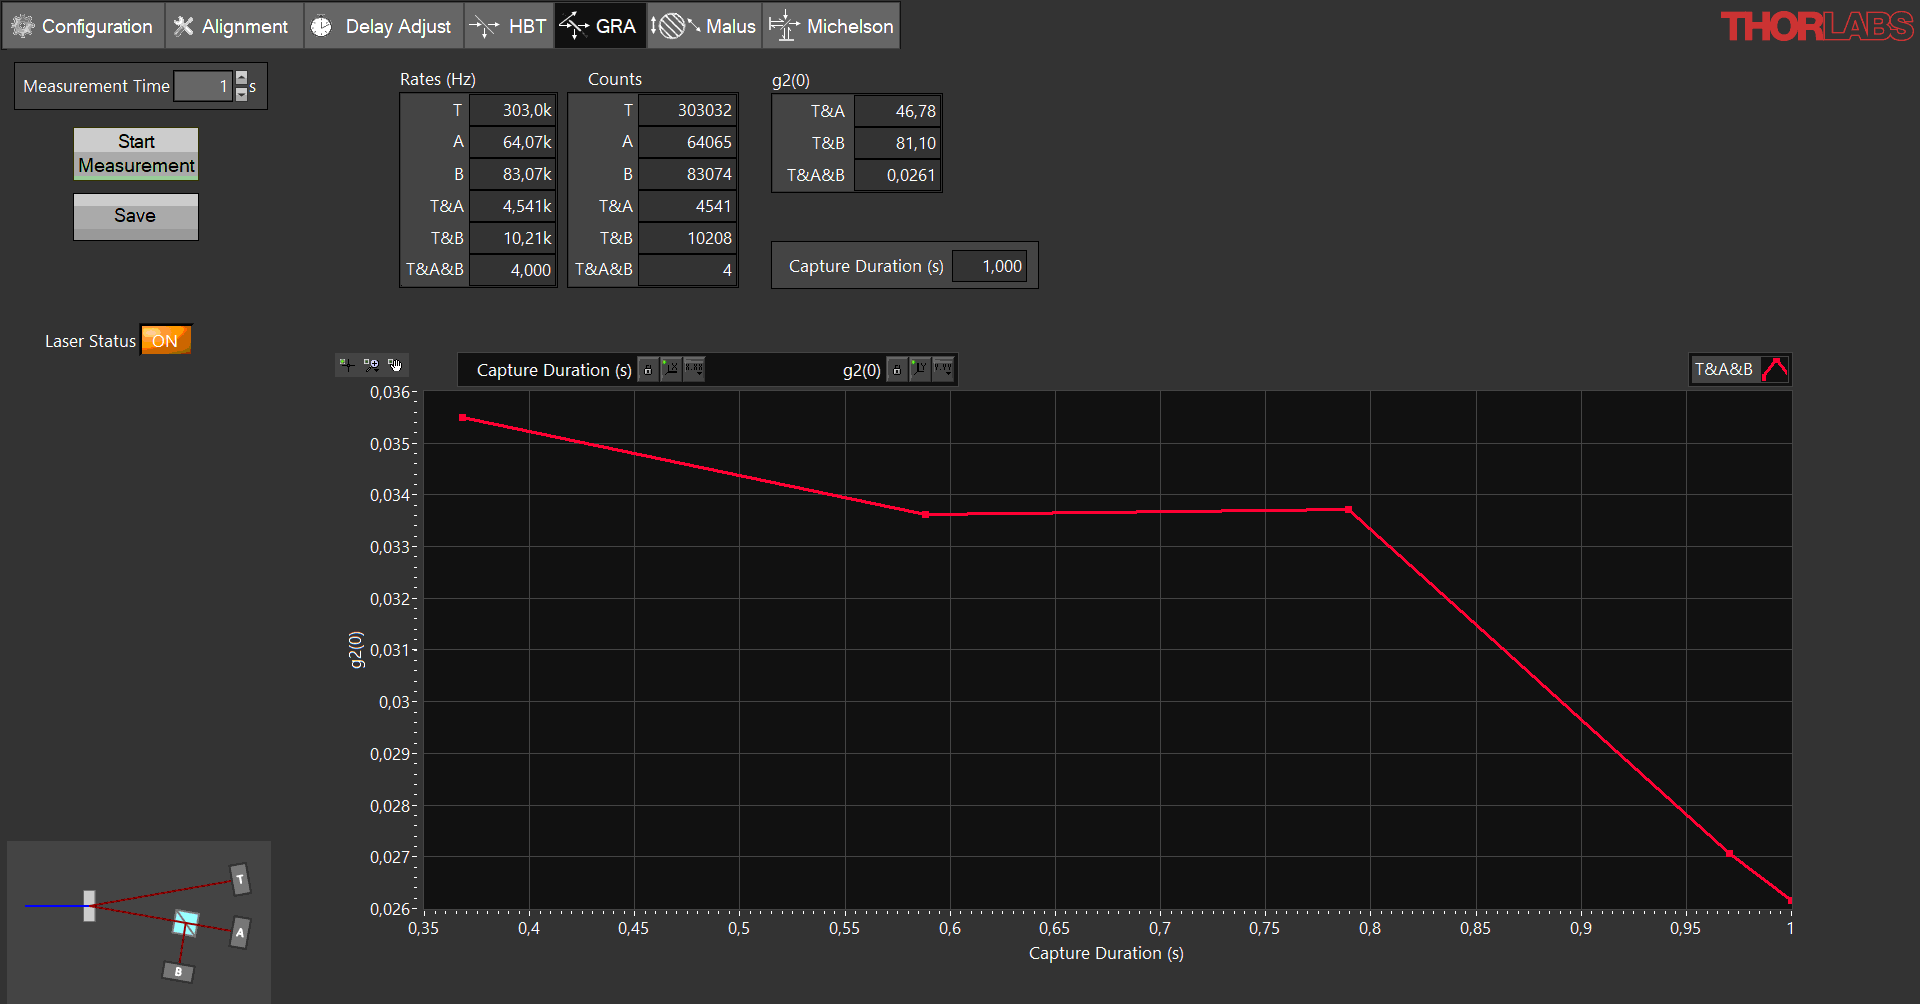 Configuration Alignment Delay Adjust HBT GRA Malus Michelson
THORLABS
Measurement Time 1 s
Start
Measurement
Save
Laser Status ON
Rates (Hz)
T 303,0k
A 64,07k
B 83,07k
T&A 4,541k
T&B 10,21k
T&A&B 4,000
Counts
T 303032
A 64065
B 83074
T&A 4541
T&B 10208
T&A&B 4
g2(0)
T&A 46,78
T&B 81,10
T&A&B 0,0261
Capture Duration (s) 1,000
Capture Duration (s) X X.XX g2(0) Y Y.YY
T&A&B
0,036
0,035
0,034
0,033
0,032
0,031
0,03
0,029
0,028
0,027
0,026
g2(0)
0,35 0,4 0,45 0,5 0,55 0,6 0,65 0,7 0,75 0,8 0,85 0,9 0,95 1
Capture Duration (s)
T
A
B